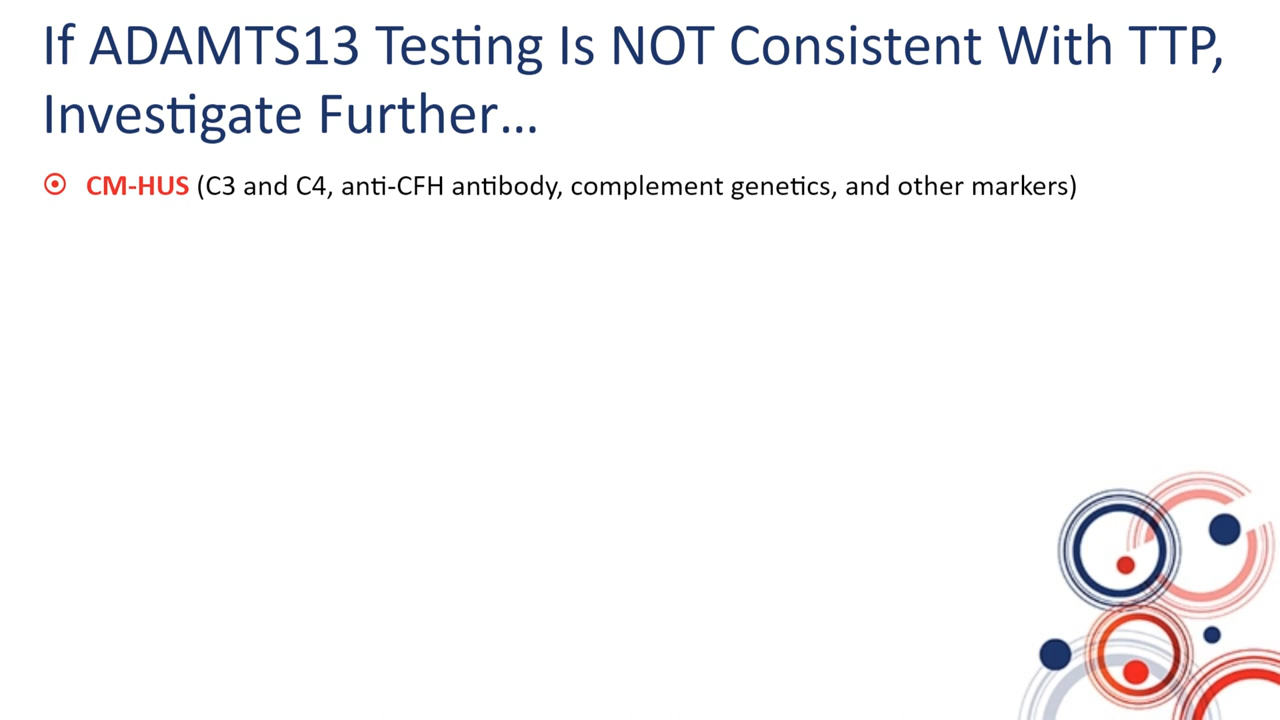 If ADAMTS13 Testing Is NOT Consistent With TTP,
Investigate Further...
CM-HUS (C3 and C4, anti-CFH antibody, complement genetics, and other markers)